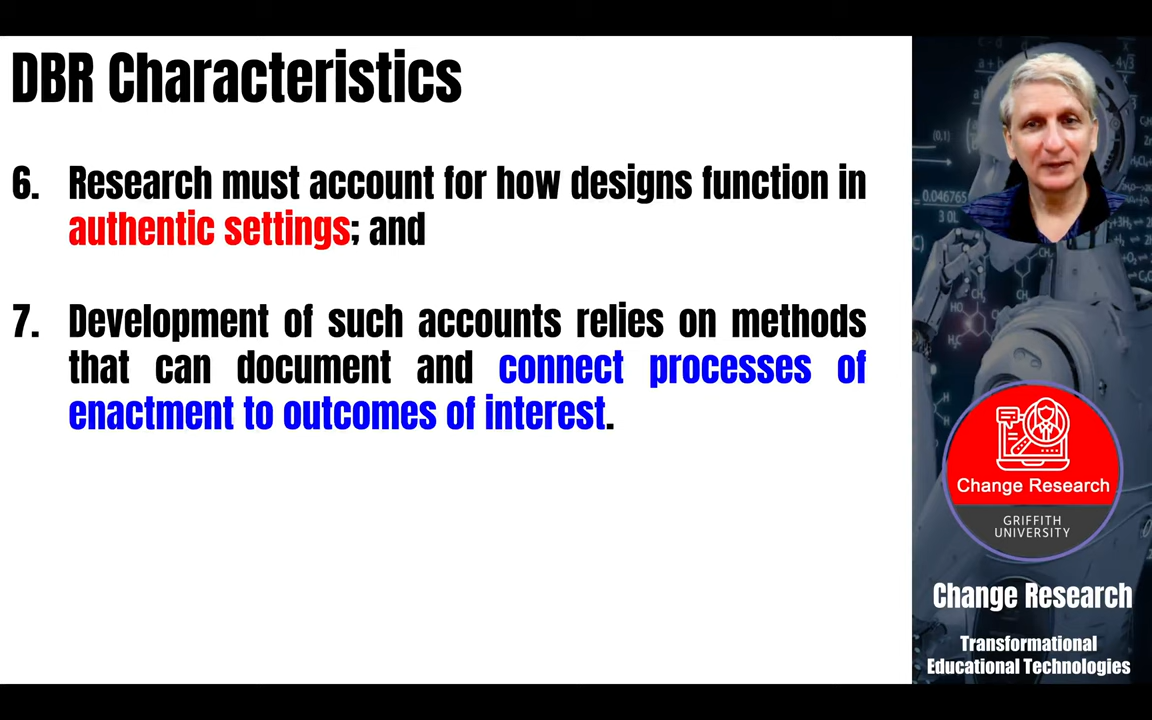 DBR Characteristics
6. Research must account for how designs function in
authentic settings; and
7. Development of such accounts relies on methods
that can document and connect processes of
enactment to outcomes of interest.
0.046765
Change Research
GRIFFITH
UNIVERSITY
Change Research
Transformational
Educational Technologies